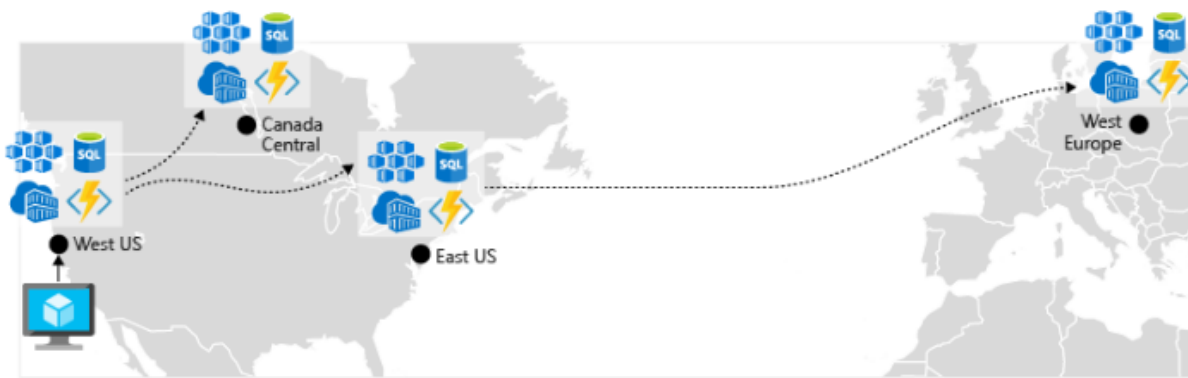 SQL
SQL
Canada
Central
West
Europe
SQL
SQL
West US
East US